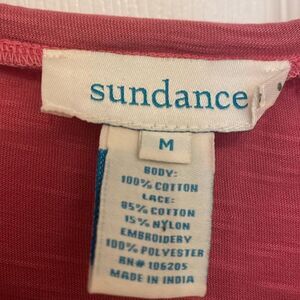 sundance
M
BODY:
100% COTTON
LACE:
85% COTTON
15% NYLON
EMBROIDERY
100% POLYESTER
RN# 106205
MADE IN INDIA